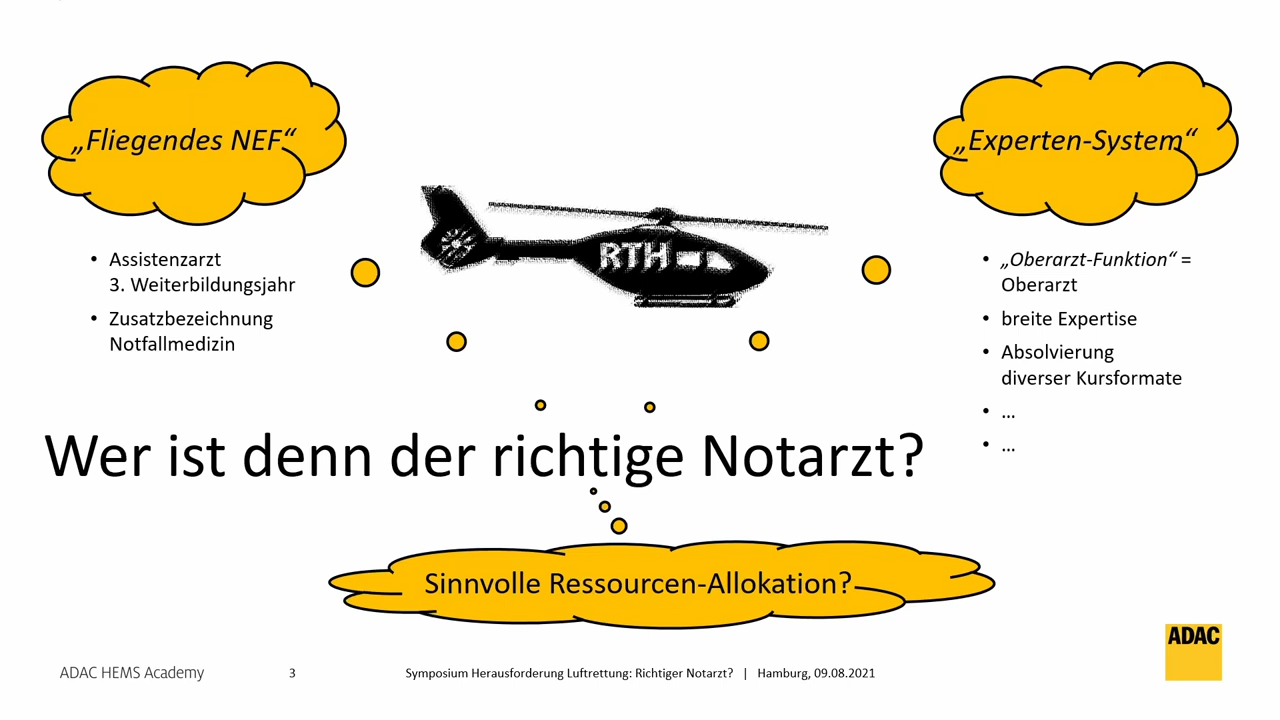 „Fliegendes NEF“
• Assistenzarzt
3. Weiterbildungsjahr
• Zusatzbezeichnung
Notfallmedizin
RTH
„Experten-System“
• „Oberarzt-Funktion“ =
Oberarzt
• breite Expertise
• Absolvierung
diverser Kursformate
• ...
• ...
Wer ist denn der richtige Notarzt?
Sinnvolle Ressourcen-Allokation?
ADAC
ADAC HEMS Academy
3
Symposium Herausforderung Luftrettung: Richtiger Notarzt? | Hamburg, 09.08.2021